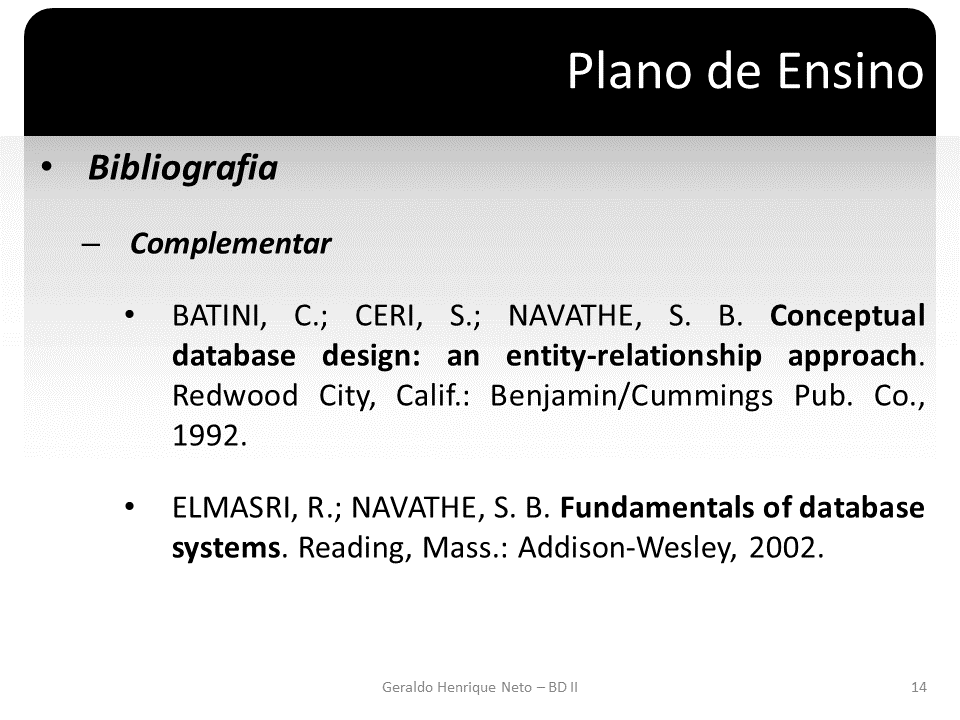 Plano de Ensino
• Bibliografia
– Complementar
• BATINI, C.; CERI, S.; NAVATHE, S. B. Conceptual
database design: an entity-relationship approach.
Redwood City, Calif.: Benjamin/Cummings Pub. Co.,
1992.
• ELMASRI, R.; NAVATHE, S. B. Fundamentals of database
systems. Reading, Mass.: Addison-Wesley, 2002.
Geraldo Henrique Neto – BD II 14